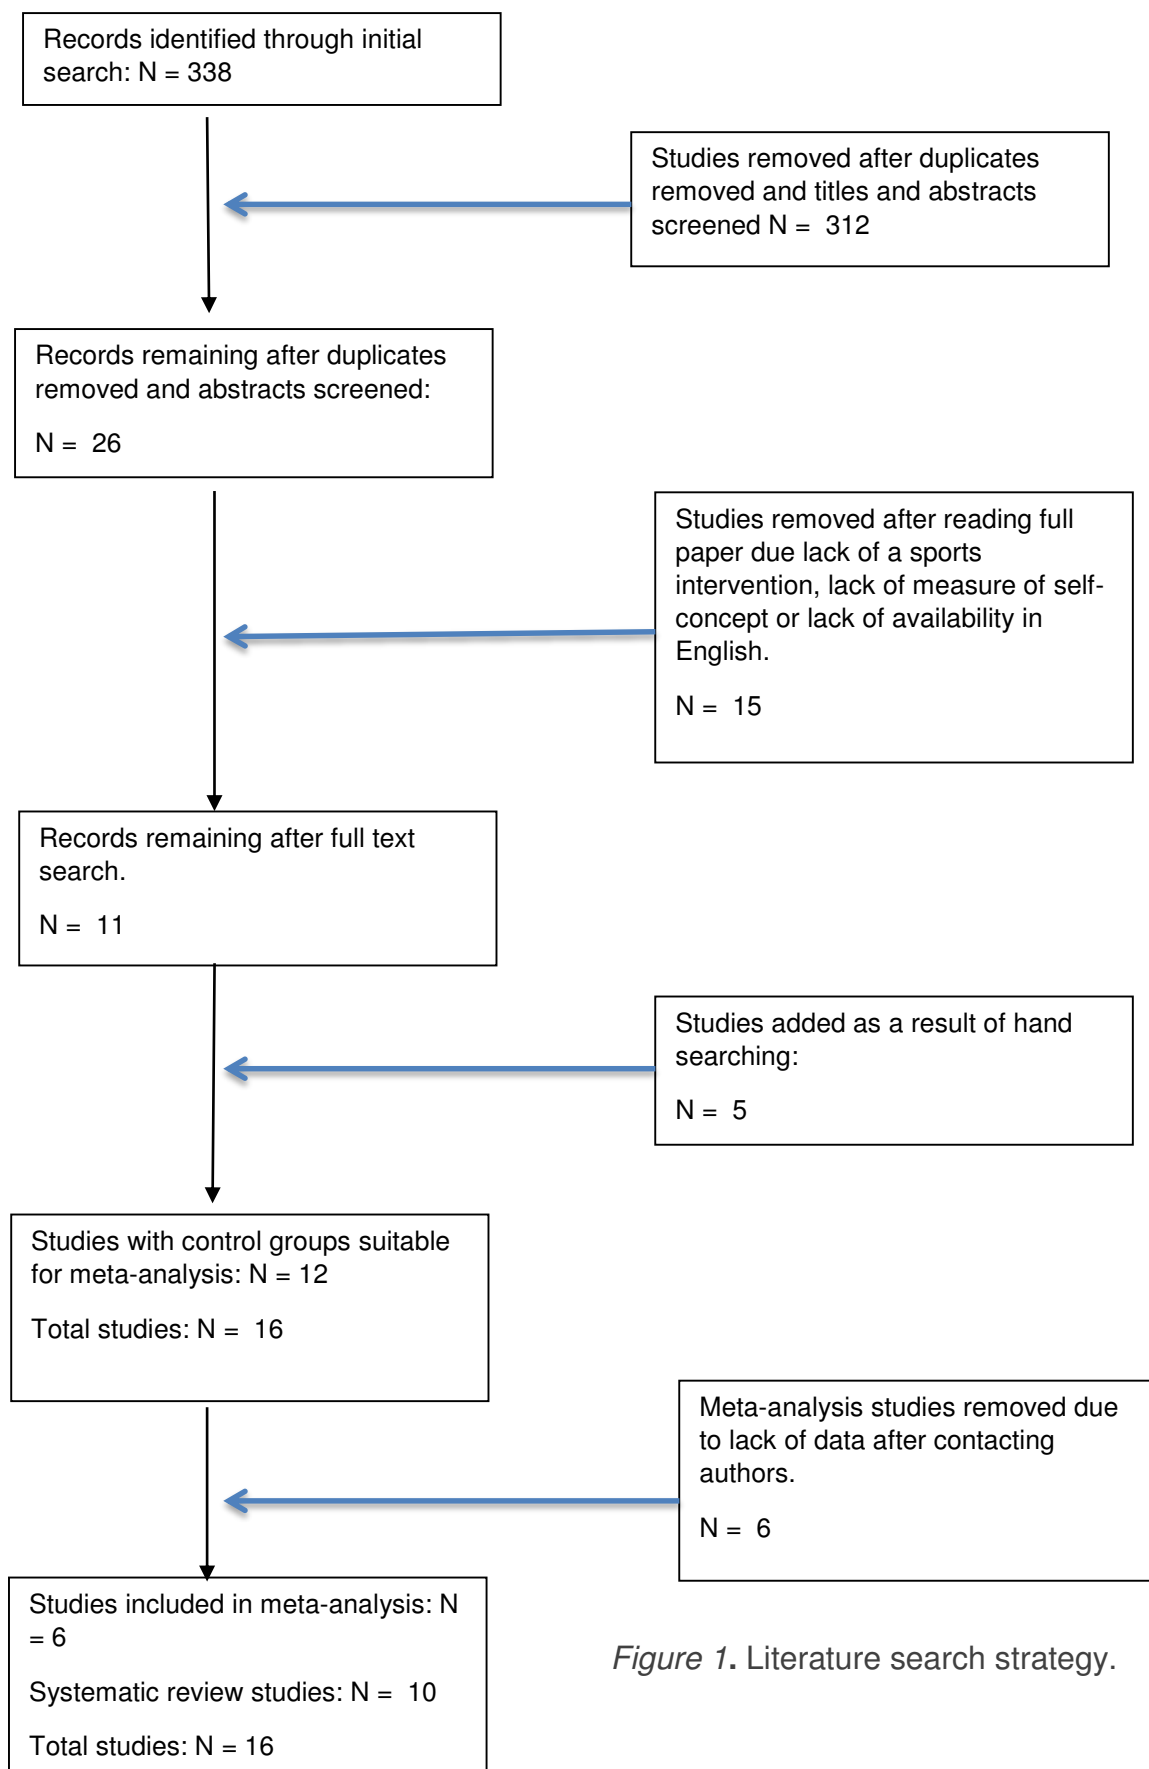 Records identified through initial
search: N = 338
Studies removed after duplicates
removed and titles and abstracts
screened N =  312
Records remaining after duplicates
removed and abstracts screened:
N =  26
Studies removed after reading full
paper due lack of a sports
intervention, lack of measure of self-
concept or lack of availability in
English.
N =  15
Records remaining after full text
search.
N =  11
Studies added as a result of hand
searching:
N =  5
Studies with control groups suitable
for meta-analysis: N = 12
Total studies: N =  16
Meta-analysis studies removed due
to lack of data after contacting
authors.
N =  6
Studies included in meta-analysis: N
= 6
Systematic review studies: N =  10
Total studies: N = 16
Figure 1. Literature search strategy.